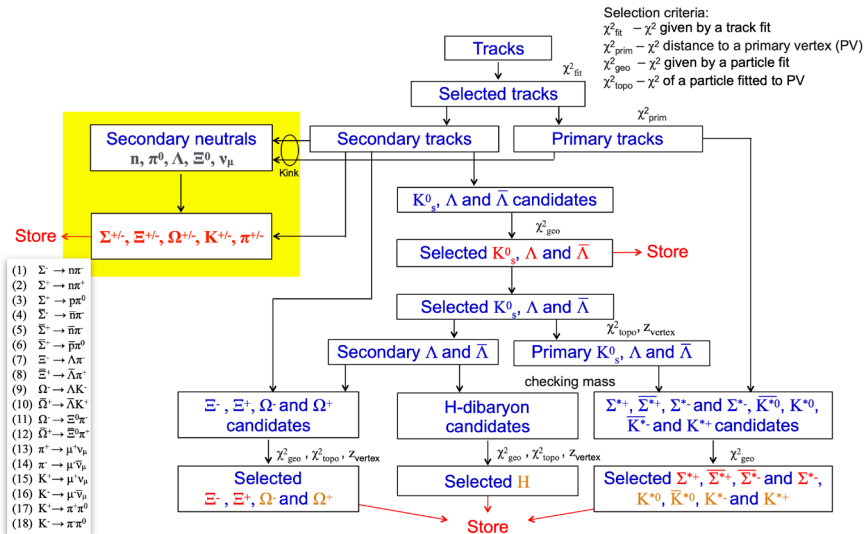 Selection criteria:
χ²fit – χ² given by a track fit
χ²prim – χ² distance to a primary vertex (PV)
χ²geo – χ² given by a particle fit
χ²topo – χ² of a particle fitted to PV
Tracks
χ²fit
Selected tracks
χ²prim
Secondary neutrals
n, π⁰, Λ, Ξ⁰, νμ
Kink
Secondary tracks
Primary tracks
K⁰s, Λ and Λ̅ candidates
χ²geo
Store
Σ+/-, Ξ+/-, Ω+/-, K+/-, π+/-
Selected K⁰s, Λ and Λ̅
Store
Selected K⁰s, Λ and Λ̅
χ²topo, zvertex
Secondary Λ and Λ̅
Primary K⁰s, Λ and Λ̅
checking mass
Ξ-, Ξ+, Ω- and Ω+
candidates
H-dibaryon
candidates
Σ*+, Σ̅*+, Σ*- and Σ*-, K̅*0, K*0,
K̅*- and K*+ candidates
χ²geo, χ²topo, zvertex
χ²geo, χ²topo, zvertex
χ²geo
Selected
Ξ-, Ξ+, Ω- and Ω+
Selected H
Selected Σ*+, Σ̅*+, Σ̅*- and Σ*-,
K*0, K̅*0, K*- and K*+
Store
(1) Σ- → nπ-
(2) Σ+ → nπ+
(3) Σ+ → pπ⁰
(4) Σ̅- → n̅π-
(5) Σ̅+ → n̅π-
(6) Σ̅+ → p̅π⁰
(7) Ξ- → Λπ-
(8) Ξ̅+ → Λ̅π+
(9) Ω- → ΛK-
(10) Ω̅+ → Λ̅K+
(11) Ω- → Ξ⁰π-
(12) Ω̅+ → Ξ̅⁰π+
(13) π+ → μ+νμ
(14) π- → μ-ν̅μ
(15) K+ → μ+νμ
(16) K- → μ-ν̅μ
(17) K+ → π+π⁰
(18) K- → π-π⁰